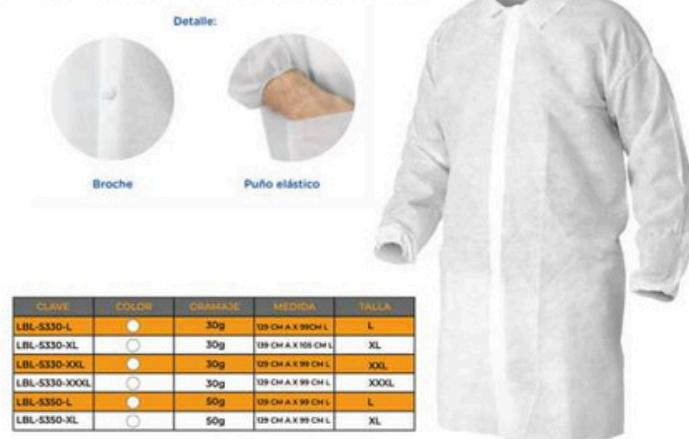 Detalle:
Broche Puño elástico
CLAVE COLOR GRAMAJE MEDIDA TALLA
LBL-5330-L 30g 129 CM A X 99CM L L
LBL-5330-XL 30g 139 CM A X 105 CM L XL
LBL-5330-XXL 30g 129 CM A X 99 CM L XXL
LBL-5330-XXXL 30g 129 CM A X 99 CM L XXXL
LBL-5350-L 50g 129 CM A X 99 CM L L
LBL-5350-XL 50g 129 CM A X 99 CM L XL